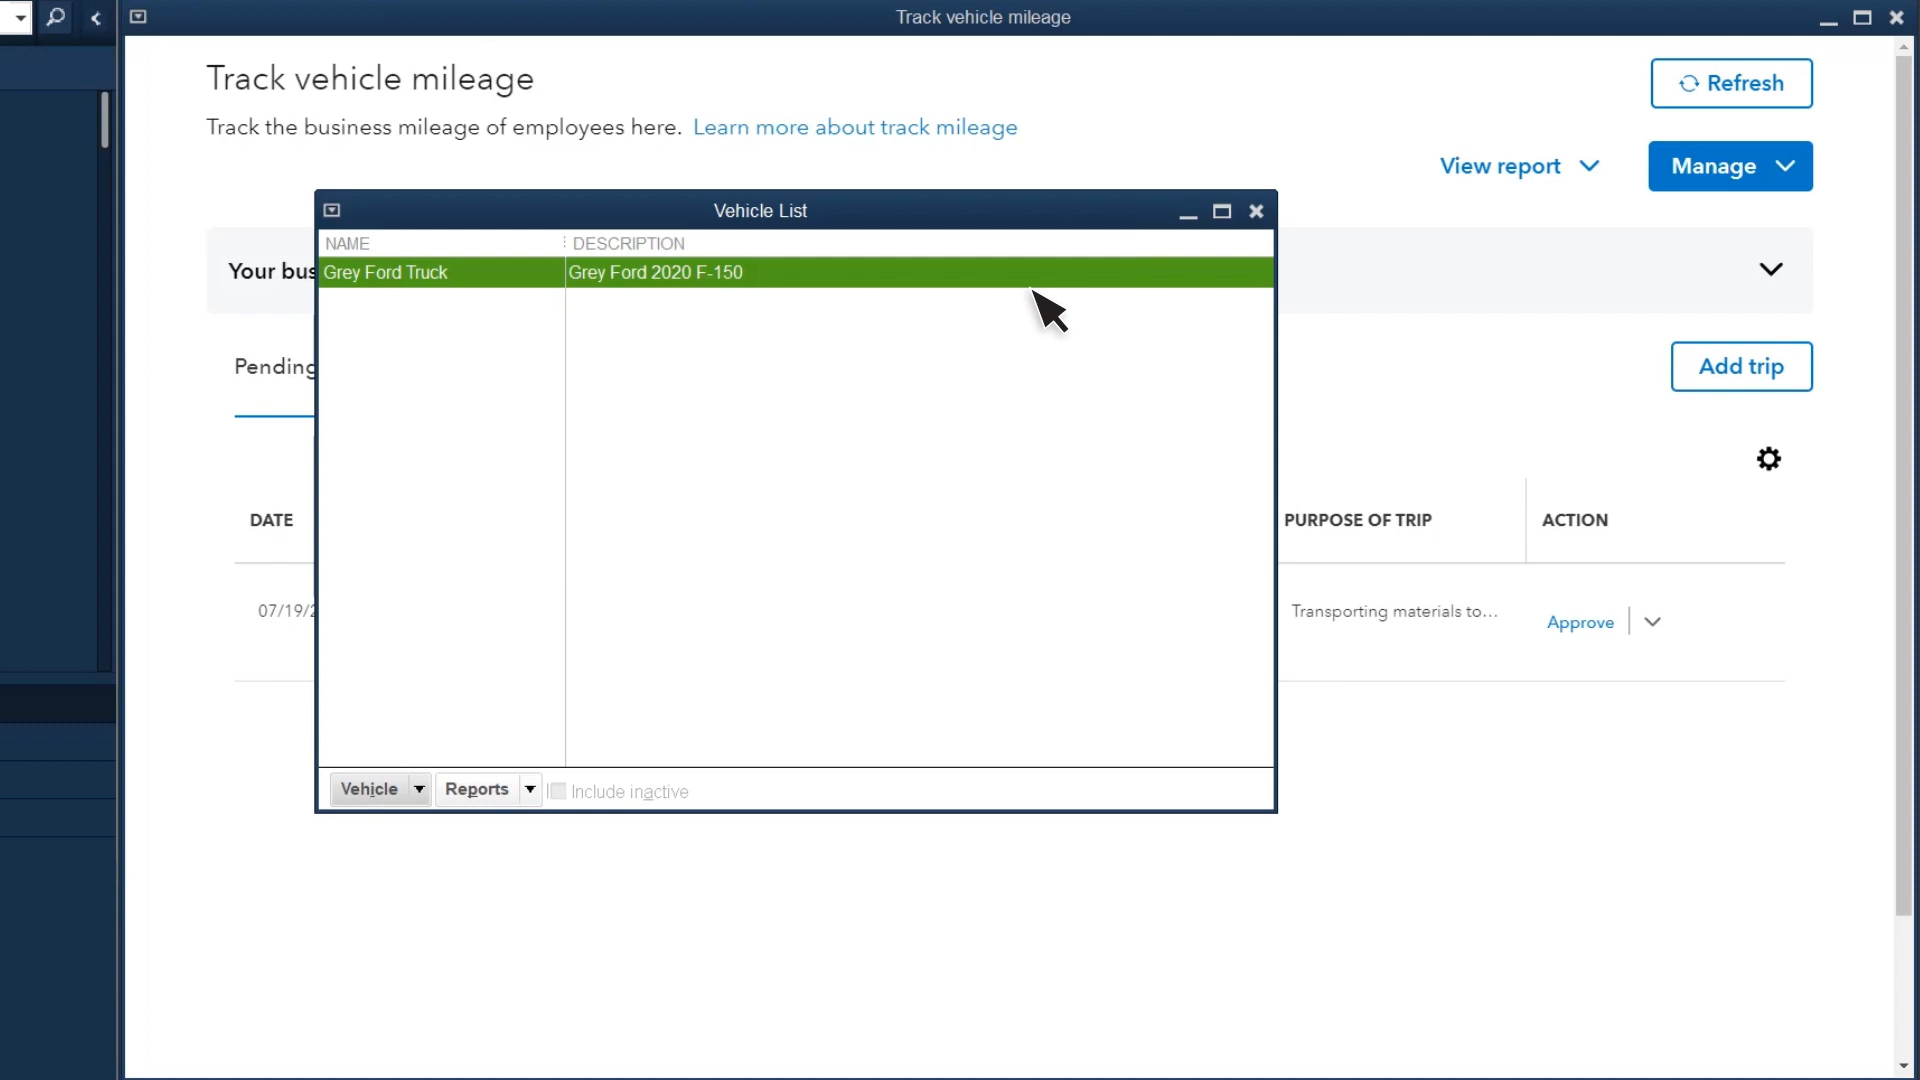 Track vehicle mileage
Track vehicle mileage
Refresh
Track the business mileage of employees here. Learn more about track mileage
View report
Manage
Vehicle List
NAME
DESCRIPTION
Your bus
Grey Ford Truck
Grey Ford 2020 F-150
Pending
Add trip
DATE
PURPOSE OF TRIP
ACTION
07/19/2
Transporting materials to...
Approve
Vehicle
Reports
Include inactive